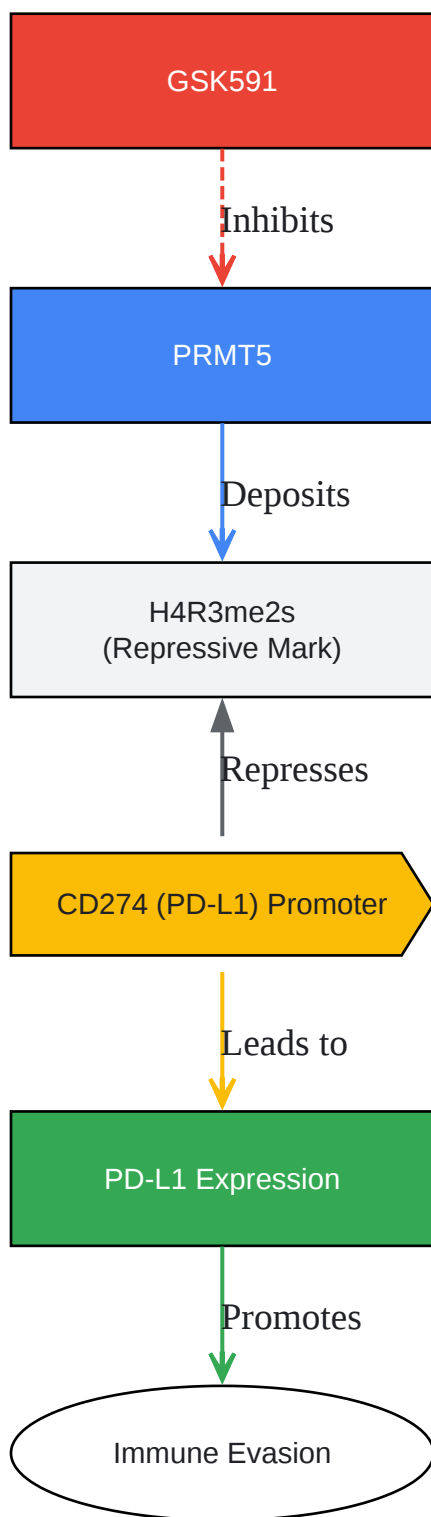 GSK591
Inhibits
PRMT5
Deposits
H4R3me2s
(Repressive Mark)
Represses
CD274 (PD-L1) Promoter
Leads to
PD-L1 Expression
Promotes
Immune Evasion